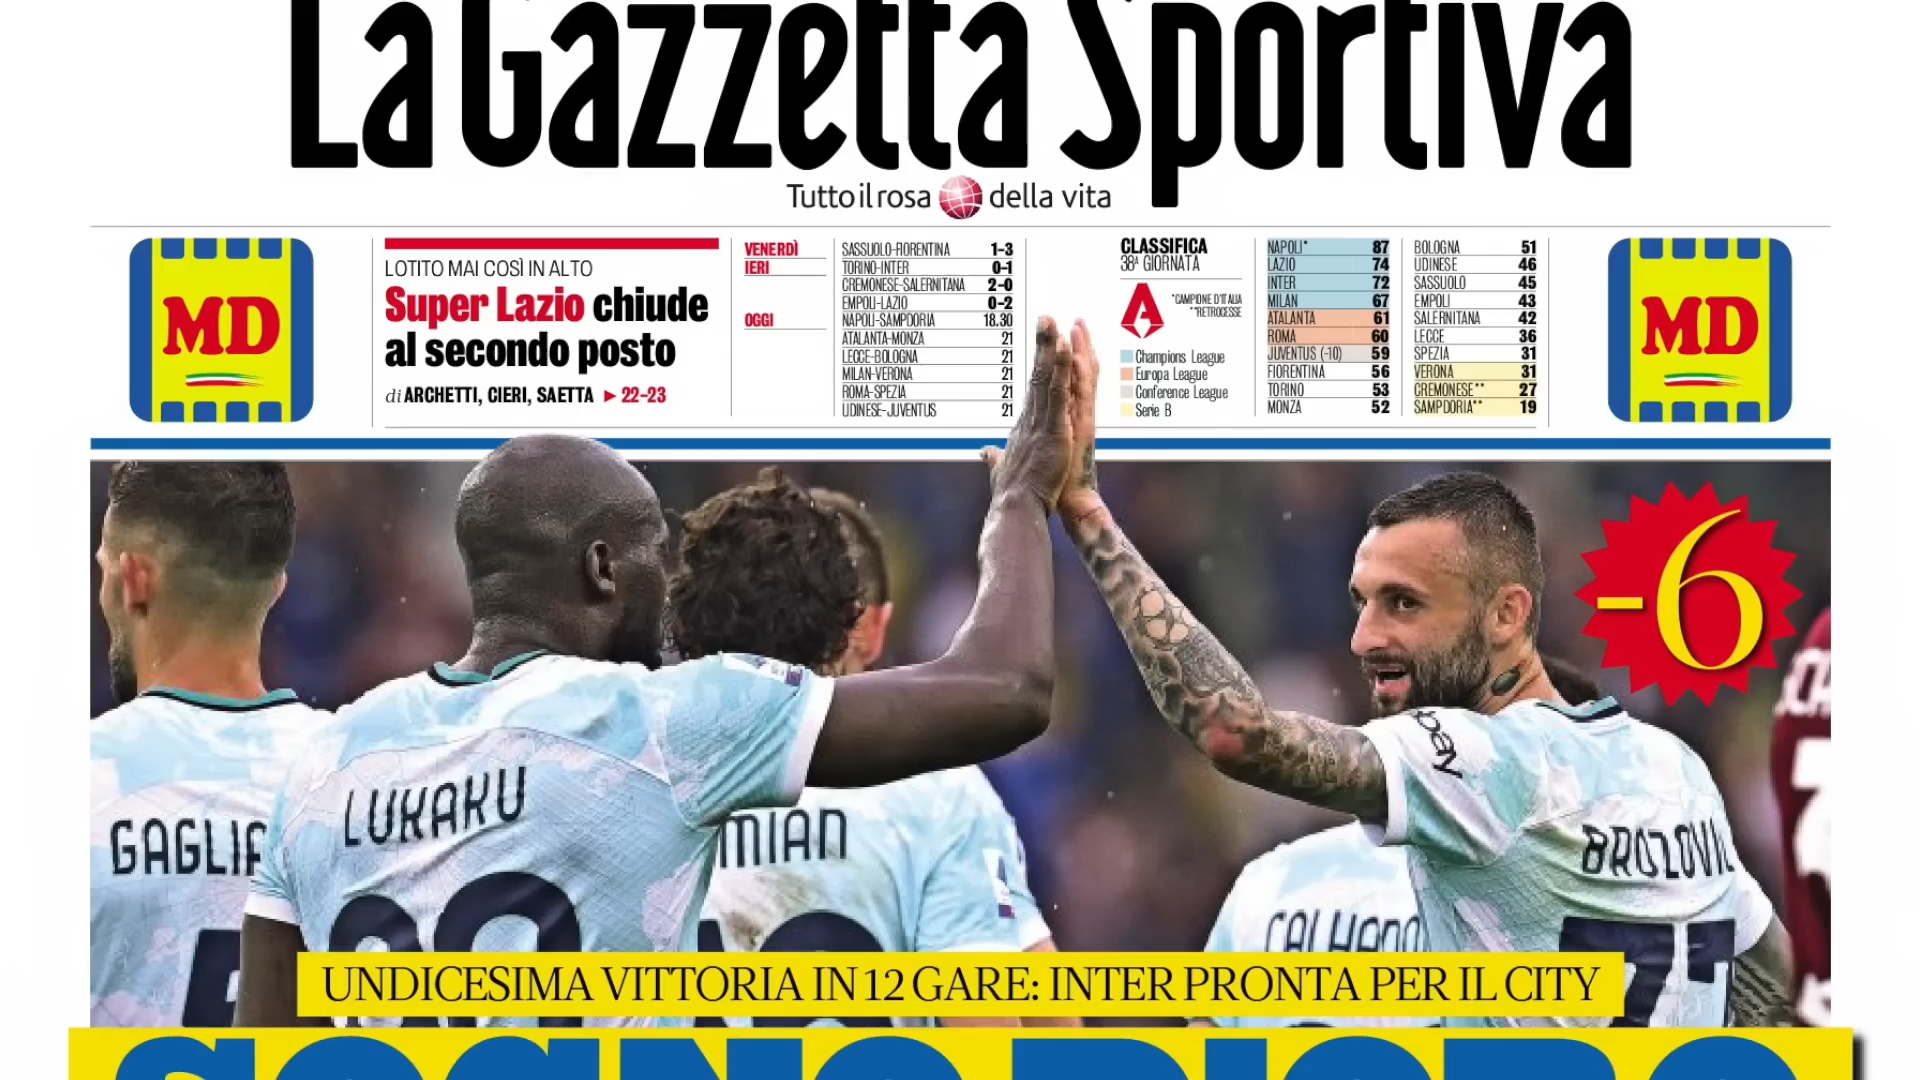 La Gazzetta Sportiva
Tutto il rosa della vita
MD
LOTITO MAI COSÌ IN ALTO
Super Lazio chiude
al secondo posto
di ARCHETTI, CIERI, SAETTA ► 22-23
VENERDÌ SASSUOLO-FIORENTINA 1-3
IERI TORINO-INTER 0-1
CREMONESE-SALERNITANA 2-0
EMPOLI-LAZIO 0-2
OGGI NAPOLI-SAMPDORIA 18.30
ATALANTA-MONZA 21
LECCE-BOLOGNA 21
MILAN-VERONA 21
ROMA-SPEZIA 21
UDINESE-JUVENTUS 21
CLASSIFICA
38ª GIORNATA
*CAMPIONE D'ITALIA
**RETROCESSE
Champions League
Europa League
Conference League
Serie B
NAPOLI* 87
LAZIO 74
INTER 72
MILAN 67
ATALANTA 61
ROMA 60
JUVENTUS (-10) 59
FIORENTINA 56
TORINO 53
MONZA 52
BOLOGNA 51
UDINESE 46
SASSUOLO 45
EMPOLI 43
SALERNITANA 42
LECCE 36
SPEZIA 31
VERONA 31
CREMONESE** 27
SAMPDORIA** 19
MD
-6
GAGLIA
LUKAKU
MIAN
CALHANO
BROZOVIC
77
UNDICESIMA VITTORIA IN 12 GARE: INTER PRONTA PER IL CITY